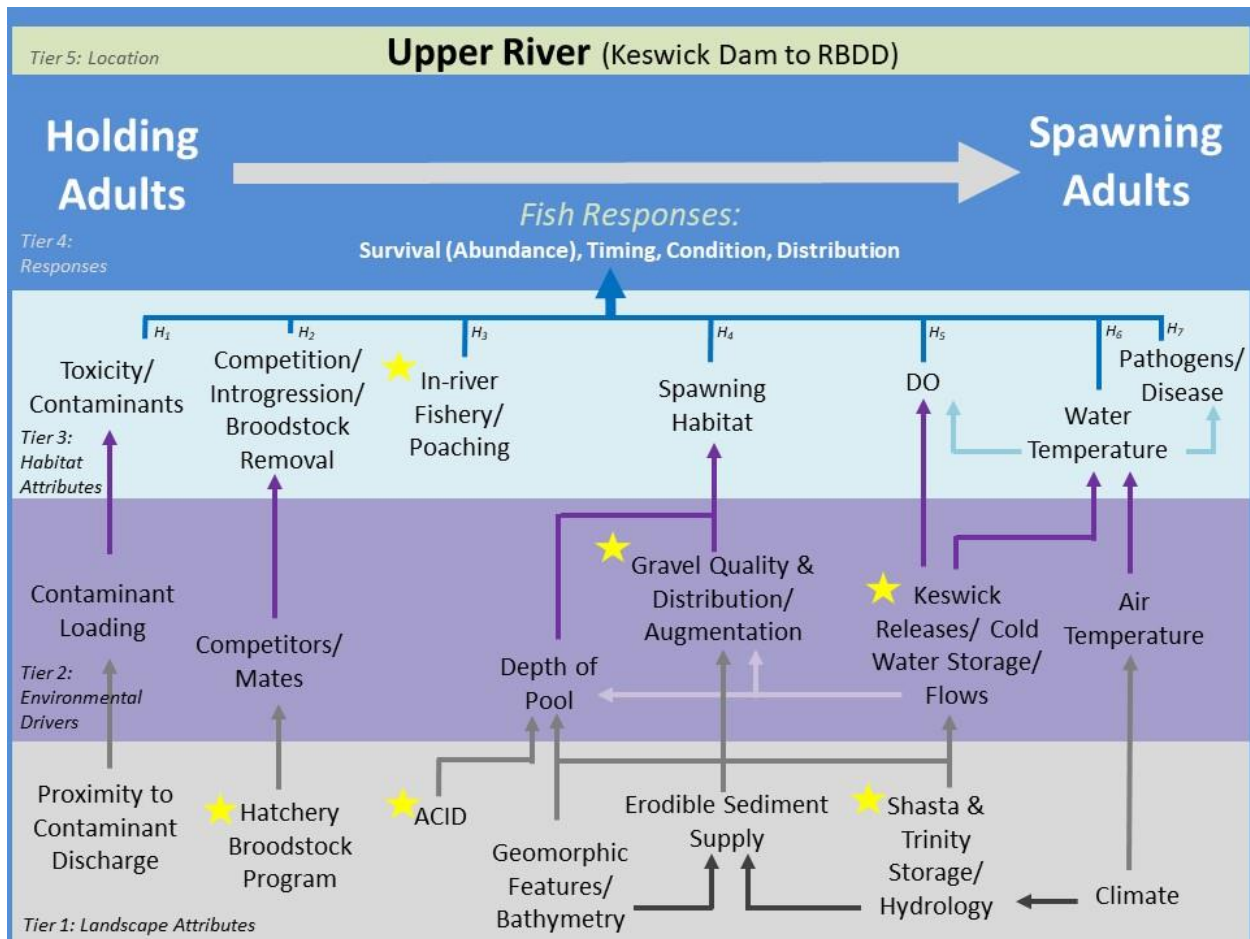 Tier 5: Location
Upper River (Keswick Dam to RBDD)
Holding
Adults
Spawning
Adults
Fish Responses:
Tier 4:
Responses
Survival (Abundance), Timing, Condition, Distribution
H1
H2
H3
H4
H5
H6
H7
Toxicity/
Contaminants
Competition/
Introgression/
Broodstock
Removal
In-river
Fishery/
Poaching
Spawning
Habitat
DO
Water
Temperature
Pathogens/
Disease
Tier 3:
Habitat
Attributes
Contaminant
Loading
Competitors/
Mates
Depth of
Pool
Gravel Quality &
Distribution/
Augmentation
Keswick
Releases/ Cold
Water Storage/
Flows
Air
Temperature
Tier 2:
Environmental
Drivers
Proximity to
Contaminant
Discharge
Hatchery
Broodstock
Program
ACID
Geomorphic
Features/
Bathymetry
Erodible Sediment
Supply
Shasta &
Trinity
Storage/
Hydrology
Climate
Tier 1: Landscape Attributes